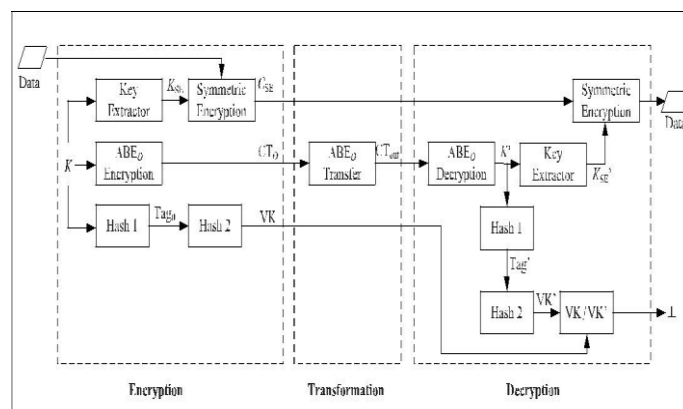 Data
Key Extractor
K_SE
Symmetric Encryption
C_SE
Symmetric Encryption
Data
K
ABE_O Encryption
CT_O
ABE_O Transfer
CT_out
ABE_O Decryption
K'
Key Extractor
K_SE'
Hash 1
Tag_0
Hash 2
VK
Hash 1
Tag'
Hash 2
VK'
VK/VK'
⊥
Encryption
Transformation
Decryption